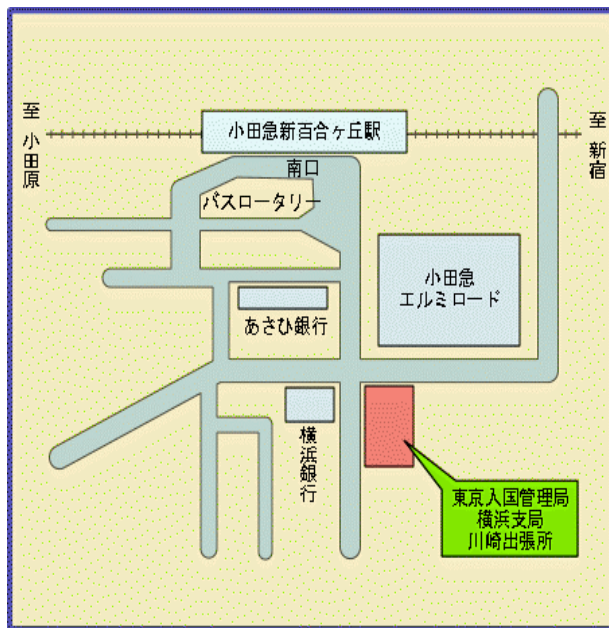 至 小田原
小田急新百合ヶ丘駅
至 新宿
南口
バスロータリー
小田急
エルミロード
あさひ銀行
横浜銀行
東京入国管理局
横浜支局
川崎出張所